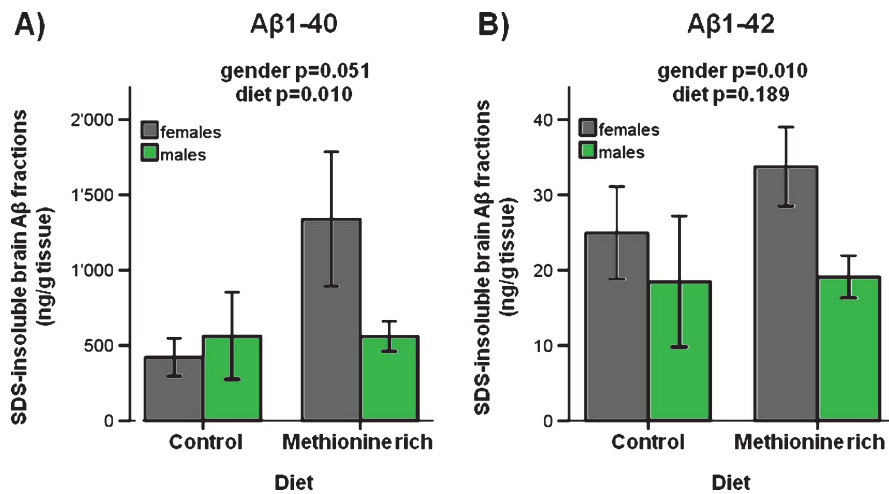 A)
Aβ1-40
gender p=0.051
diet p=0.010
SDS-insoluble brain Aβ fractions
(ng/g tissue)
2'000
1'500
1'000
500
0
females
males
Control
Methionine rich
Diet
B)
Aβ1-42
gender p=0.010
diet p=0.189
SDS-insoluble brain Aβ fractions
(ng/g tissue)
40
30
20
10
0
females
males
Control
Methionine rich
Diet